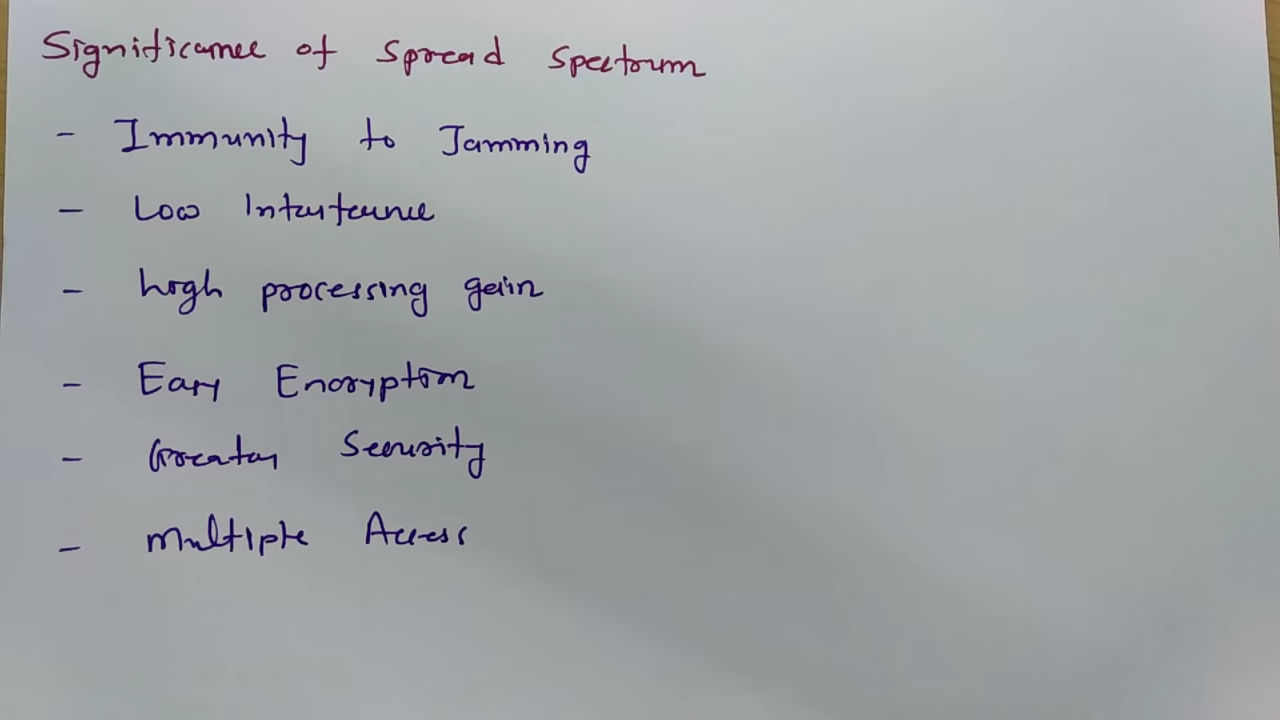 Significance of Spread Spectrum
- Immunity to Jamming
- Low Interference
- high processing gain
- Easy Encryption
- Greater Security
- Multiple Access